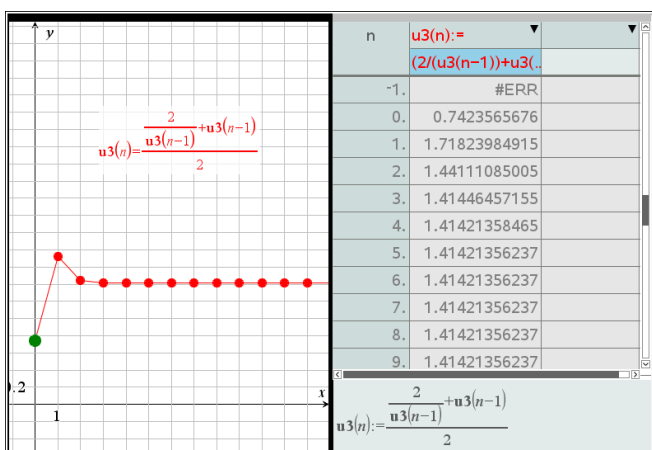 y
u3(n)=(2/u3(n-1)+u3(n-1))/2
.2
x
1
n u3(n):= ▼ ▼
(2/(u3(n−1))+u3(..
-1. #ERR
0. 0.7423565676
1. 1.71823984915
2. 1.44111085005
3. 1.41446457155
4. 1.41421358465
5. 1.41421356237
6. 1.41421356237
7. 1.41421356237
8. 1.41421356237
9. 1.41421356237
u3(n):=(2/u3(n-1)+u3(n-1))/2